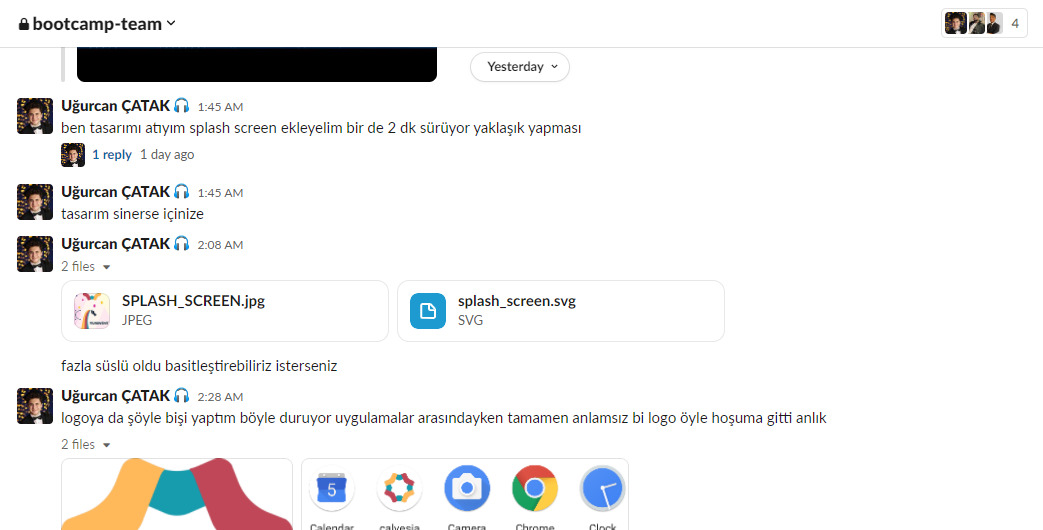 bootcamp-team
4
Yesterday
Uğurcan ÇATAK 1:45 AM
ben tasarımı atıyım splash screen ekleyelim bir de 2 dk sürüyor yaklaşık yapması
1 reply 1 day ago
Uğurcan ÇATAK 1:45 AM
tasarım sinerse içinize
Uğurcan ÇATAK 2:08 AM
2 files
SPLASH_SCREEN.jpg
JPEG
splash_screen.svg
SVG
fazla süslü oldu basitleştirebiliriz isterseniz
Uğurcan ÇATAK 2:28 AM
logoya da şöyle bişi yaptım böyle duruyor uygulamalar arasındayken tamamen anlamsız bi logo öyle hoşuma gitti anlık
2 files
5
Calendar calvesia Camera Chrome Clock